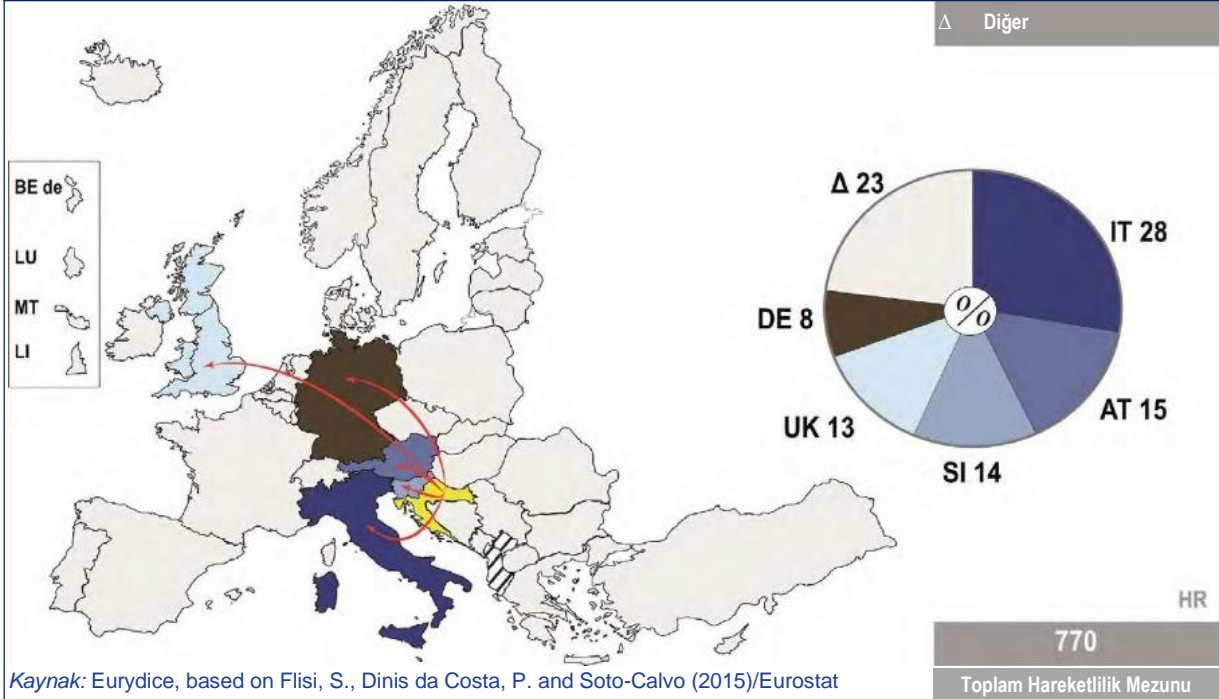 Δ Diğer
BE de
LU
MT
LI
Δ 23
IT 28
DE 8
%
AT 15
UK 13
SI 14
HR
770
Kaynak: Eurydice, based on Flisi, S., Dinis da Costa, P. and Soto-Calvo (2015)/Eurostat
Toplam Hareketlilik Mezunu